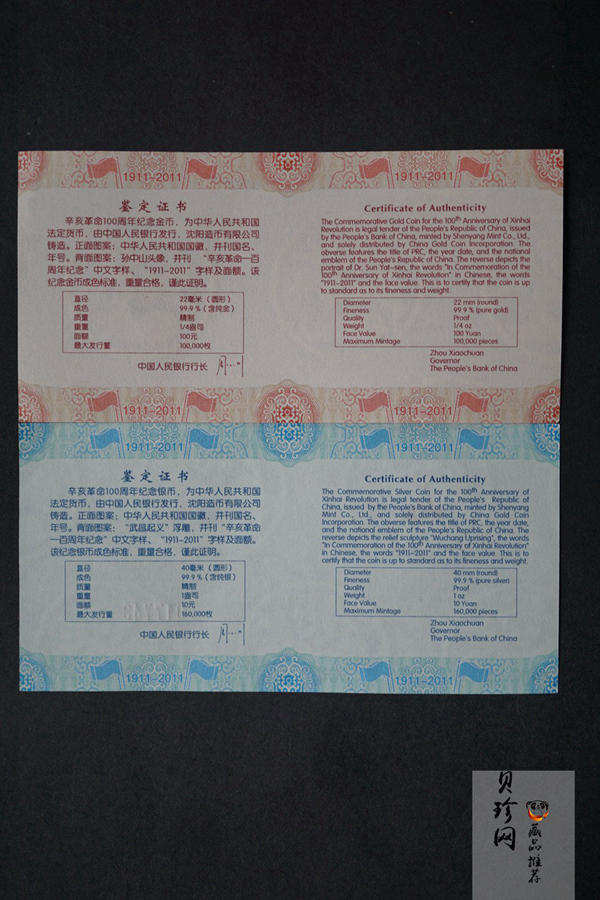 1911-2011 1911-2011
鉴定证书
辛亥革命100周年纪念金币，为中华人民共和国
法定货币，由中国人民银行发行，沈阳造币有限公司
铸造。正面图案：中华人民共和国国徽，并刊国名、
年号。背面图案：孙中山头像，并刊 “辛亥革命一百
周年纪念”中文字样、“1911-2011”字样及面额。该
纪念金币成色标准，重量合格，谨此证明。
直径 22毫米（圆形）
成色 99.9％（含纯金）
质量 精制
重量 1/4盎司
面额 100元
最大发行量 100,000枚
中国人民银行行长
Certificate of Authenticity
The Commemorative Gold Coin for the 100th Anniversary of Xinhai
Revolution is legal tender of the People's Republic of China, issued
by the People's Bank of China, minted by Shenyang Mint Co., Ltd.,
and solely distributed by China Gold Coin Incorporation. The
obverse features the title of PRC, the year date, and the national
emblem of the People's Republic of China. The reverse depicts the
portrait of Dr. Sun Yat-sen, the words "In Commemoration of the
100th Anniversary of Xinhai Revolution" in Chinese, the words
"1911-2011" and the face value. This is to certify that the coin is up
to standard as to its fineness and weight.
Diameter 22 mm (round)
Fineness 99.9 % (pure gold)
Quality Proof
Weight 1/4 oz
Face Value 100 Yuan
Maximum Mintage 100,000 pieces
Zhou Xiaochuan
Governor
The People's Bank of China
1911-2011 1911-2011
1911-2011 1911-2011
鉴定证书
辛亥革命100周年纪念银币，为中华人民共和国
法定货币，由中国人民银行发行，沈阳造币有限公司
铸造。正面图案：中华人民共和国国徽，并刊国名、
年号。背面图案：“武昌起义”浮雕，并刊“辛亥革命
一百周年纪念”中文字样、“1911-2011”字样及面额。
该纪念银币成色标准，重量合格，谨此证明。
直径 40毫米（圆形）
成色 99.9％（含纯银）
质量 精制
重量 1盎司
面额 10元
最大发行量 160,000枚
中国人民银行行长
Certificate of Authenticity
The Commemorative Silver Coin for the 100th Anniversary of
Xinhai Revolution is legal tender of the People's Republic of
China, issued by the People's Bank of China, minted by Shenyang
Mint Co., Ltd., and solely distributed by China Gold Coin
Incorporation. The obverse features the title of PRC, the year date,
and the national emblem of the People's Republic of China. The
reverse depicts the relief sculpture "Wuchang Uprising", the words
"In Commemoration of the 100th Anniversary of Xinhai Revolution"
in Chinese, the words "1911-2011" and the face value. This is to
certify that the coin is up to standard as to its fineness and weight.
Diameter 40 mm (round)
Fineness 99.9 % (pure silver)
Quality Proof
Weight 1 oz
Face Value 10 Yuan
Maximum Mintage 160,000 pieces
Zhou Xiaochuan
Governor
The People's Bank of China
1911-2011 1911-2011
贝珍网
藏品推荐